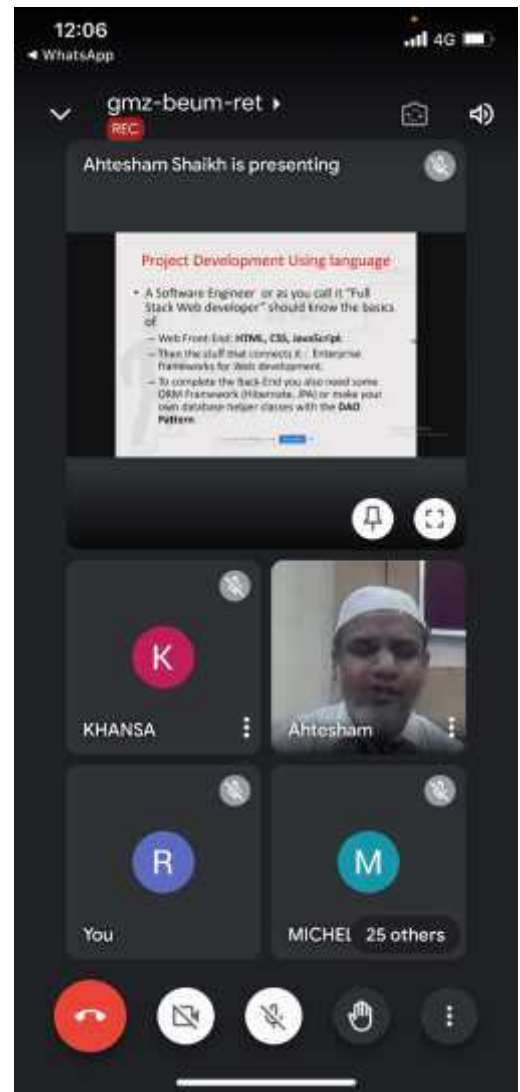 12:06
4G
WhatsApp
gmz-beum-ret
REC
Ahtesham Shaikh is presenting
Project Development Using language
• A Software Engineer or as you call it "Full
Stack Web developer" should know the basics
of
– Web Front-End: HTML, CSS, JavaScript
– Then the stuff that connects it : Enterprise
frameworks for Web development.
– To complete the Back-End you also need some
ORM Framework (Hibernate, JPA) or make your
own database helper classes with the DAO
Pattern.
K
KHANSA
Ahtesham
R
You
M
MICHEL
25 others